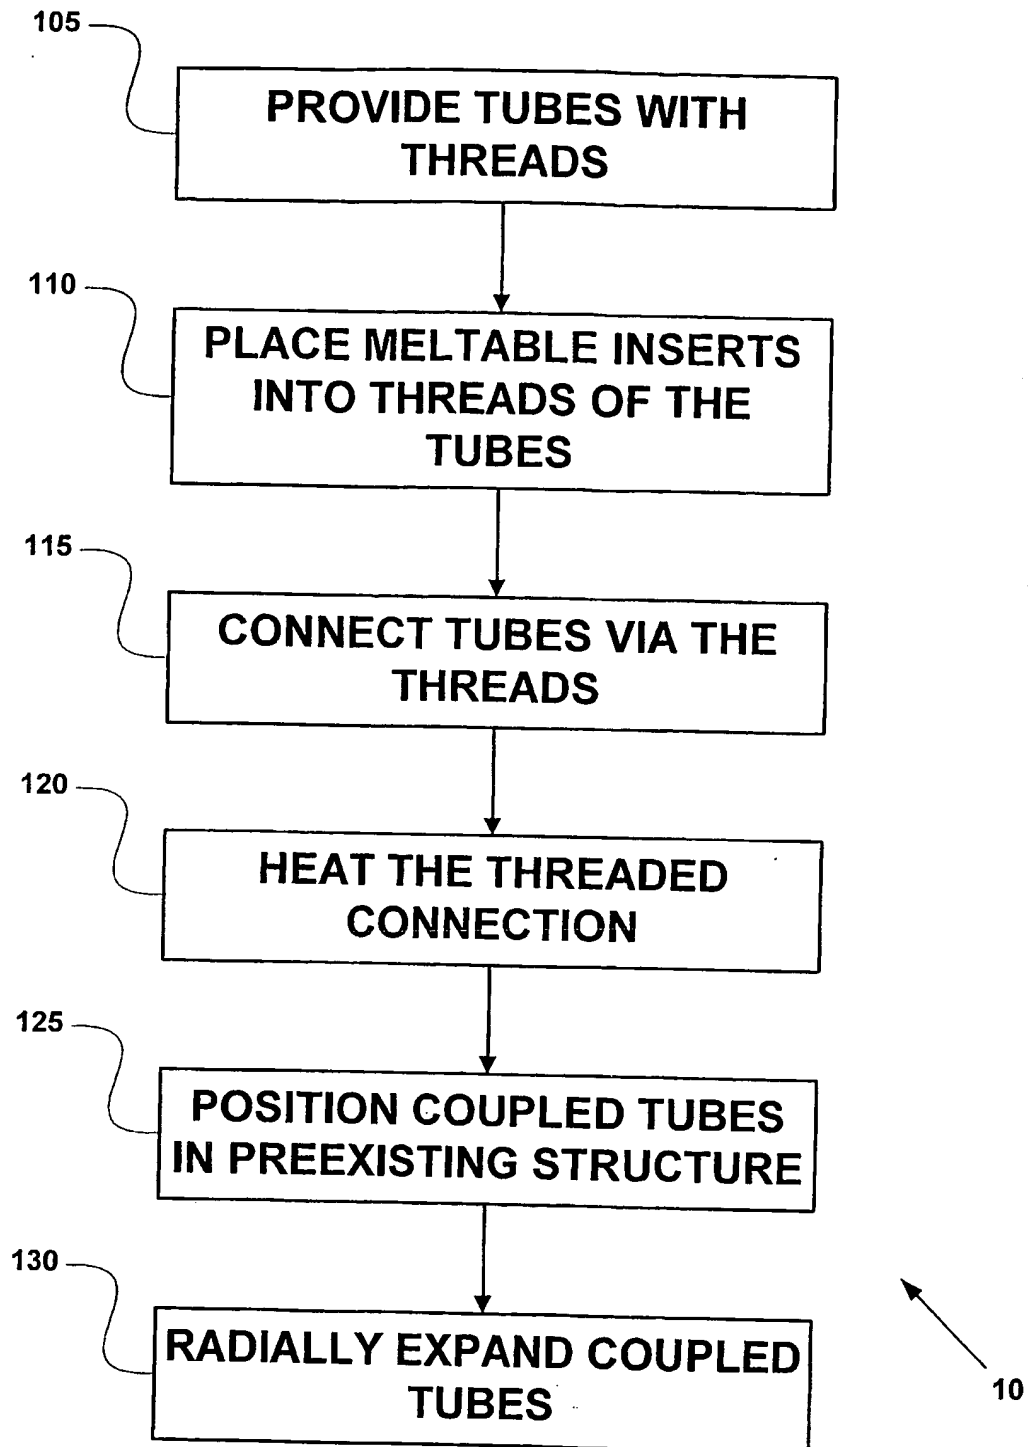 105
PROVIDE TUBES WITH
THREADS
110
PLACE MELTABLE INSERTS
INTO THREADS OF THE
TUBES
115
CONNECT TUBES VIA THE
THREADS
120
HEAT THE THREADED
CONNECTION
125
POSITION COUPLED TUBES
IN PREEXISTING STRUCTURE
130
RADIALLY EXPAND COUPLED
TUBES
10